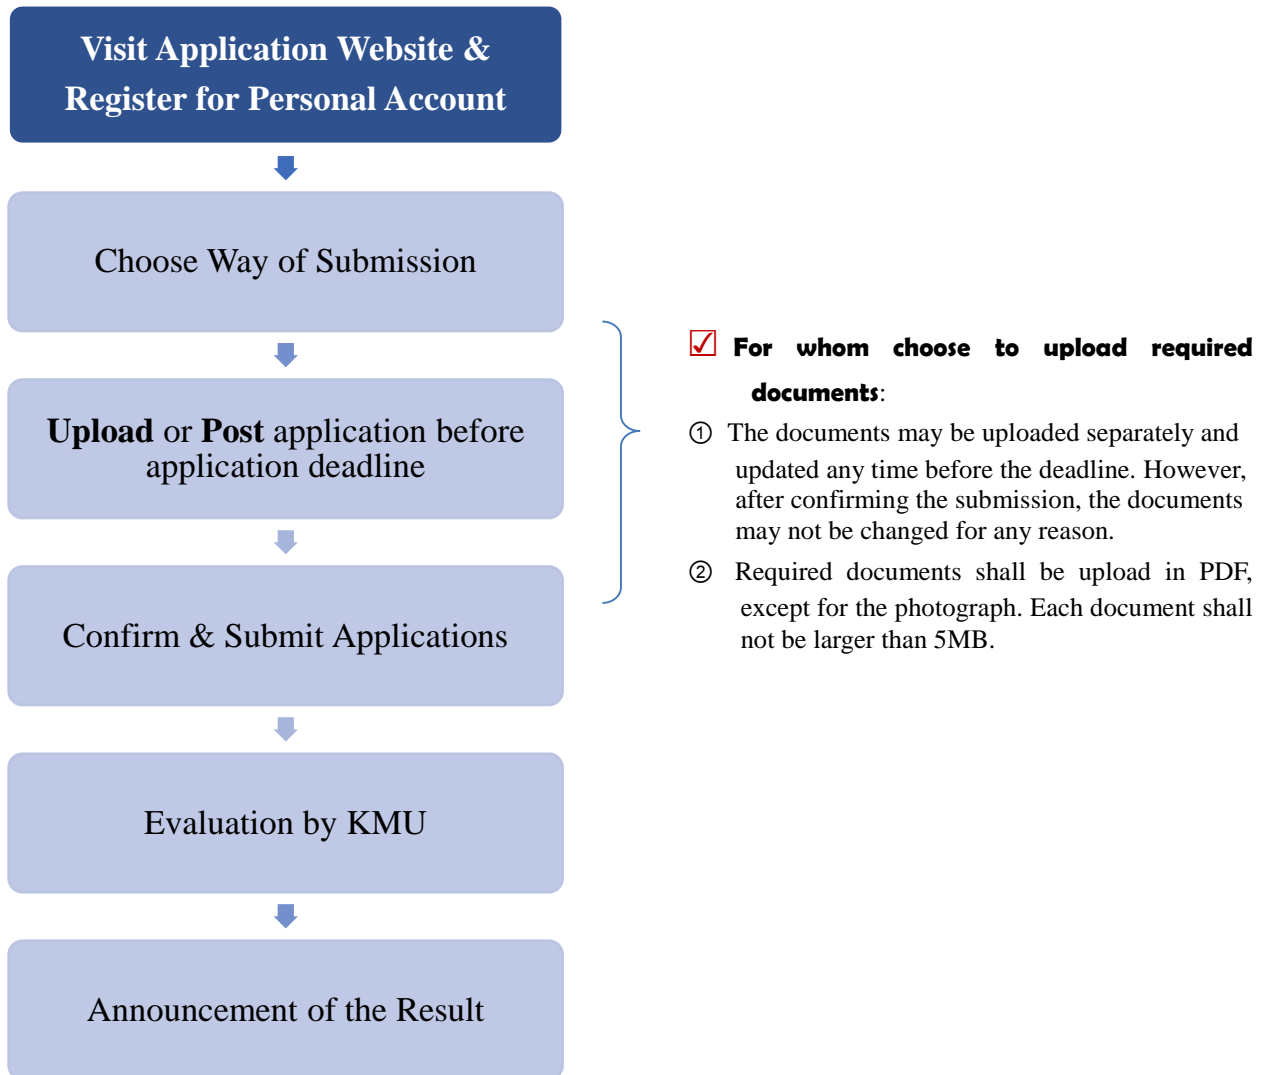 Visit Application Website &
Register for Personal Account
Choose Way of Submission
Upload or Post application before
application deadline
Confirm & Submit Applications
Evaluation by KMU
Announcement of the Result
☑ For whom choose to upload required
documents:
① The documents may be uploaded separately and
updated any time before the deadline. However,
after confirming the submission, the documents
may not be changed for any reason.
② Required documents shall be upload in PDF,
except for the photograph. Each document shall
not be larger than 5MB.